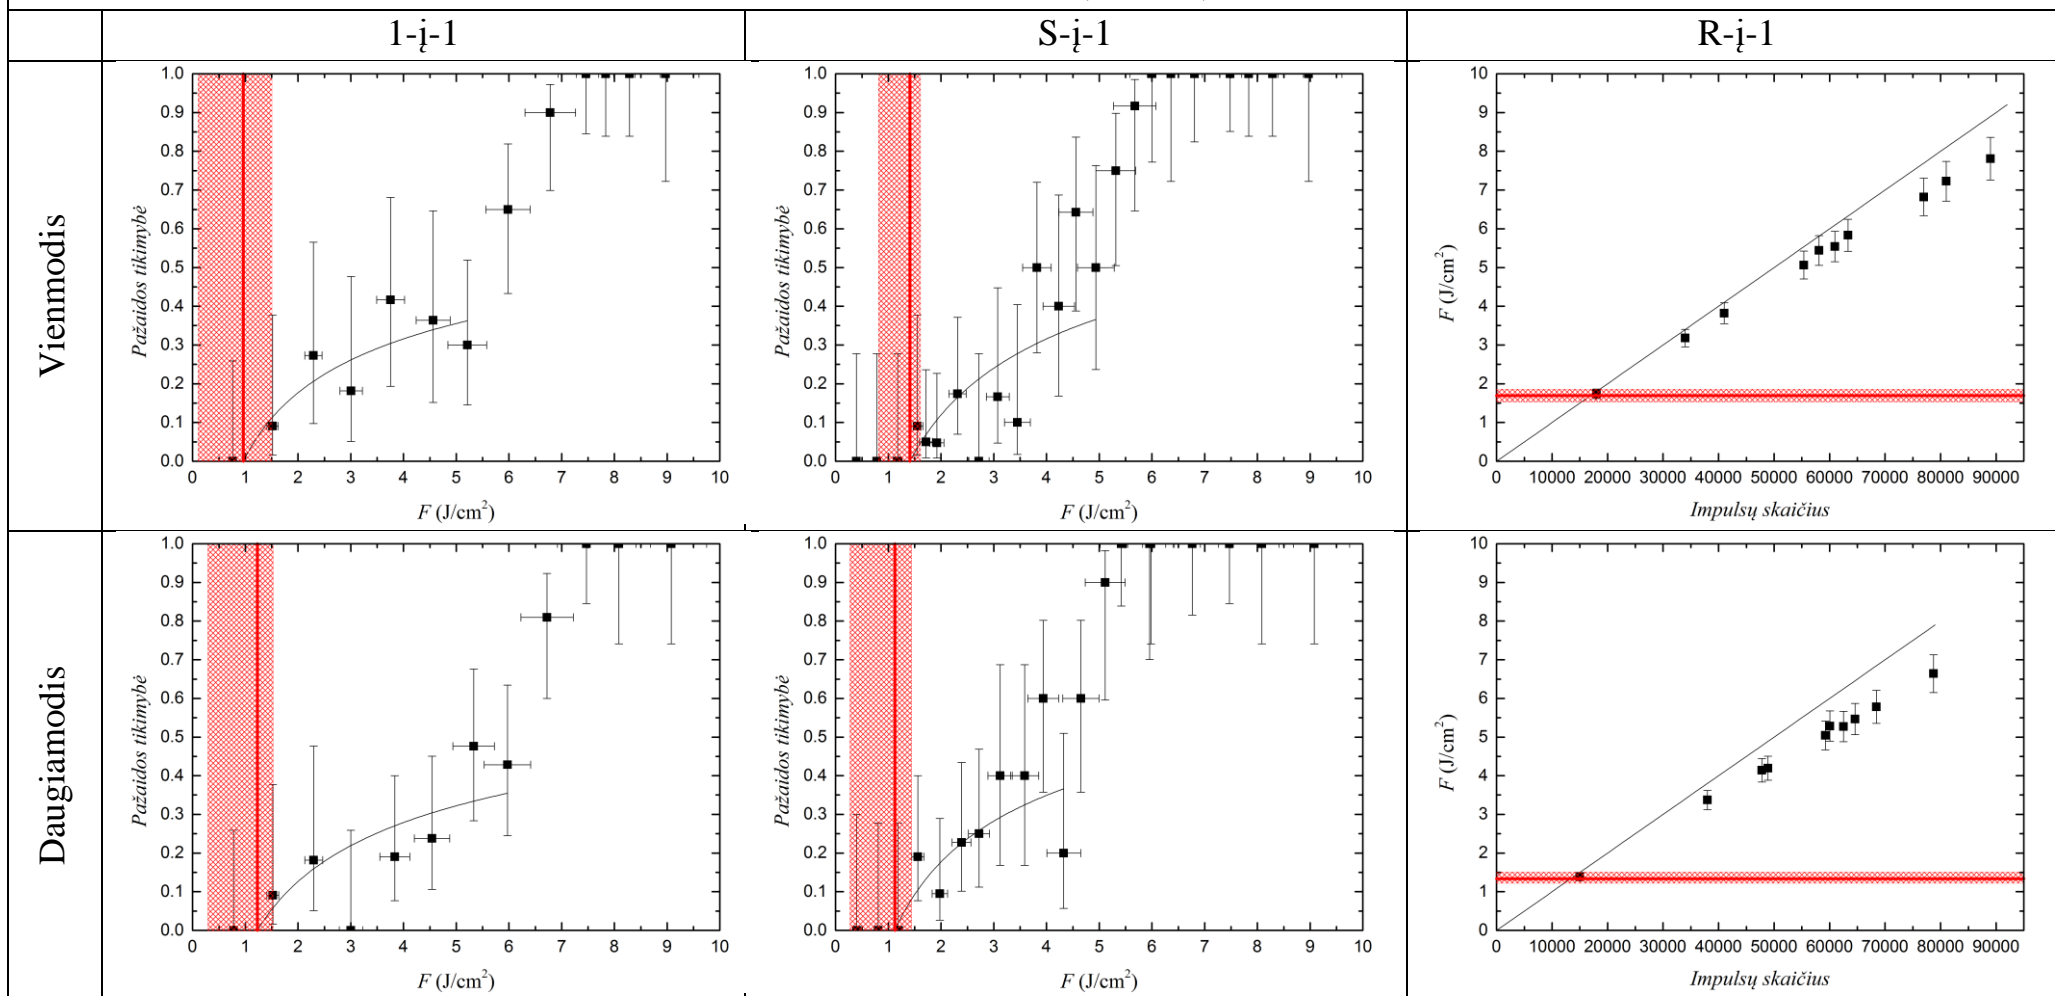 1-į-1 S-į-1 R-į-1
Vienmodis
1.0 0.9 0.8 0.7 0.6 0.5 0.4 0.3 0.2 0.1 0.0
Pažaidos tikimybė
0 1 2 3 4 5 6 7 8 9 10
F (J/cm²)
1.0 0.9 0.8 0.7 0.6 0.5 0.4 0.3 0.2 0.1 0.0
Pažaidos tikimybė
0 1 2 3 4 5 6 7 8 9 10
F (J/cm²)
10 9 8 7 6 5 4 3 2 1 0
F (J/cm²)
0 10000 20000 30000 40000 50000 60000 70000 80000 90000
Impulsų skaičius
Daugiamodis
1.0 0.9 0.8 0.7 0.6 0.5 0.4 0.3 0.2 0.1 0.0
Pažaidos tikimybė
0 1 2 3 4 5 6 7 8 9 10
F (J/cm²)
1.0 0.9 0.8 0.7 0.6 0.5 0.4 0.3 0.2 0.1 0.0
Pažaidos tikimybė
0 1 2 3 4 5 6 7 8 9 10
F (J/cm²)
10 9 8 7 6 5 4 3 2 1 0
F (J/cm²)
0 10000 20000 30000 40000 50000 60000 70000 80000 90000
Impulsų skaičius